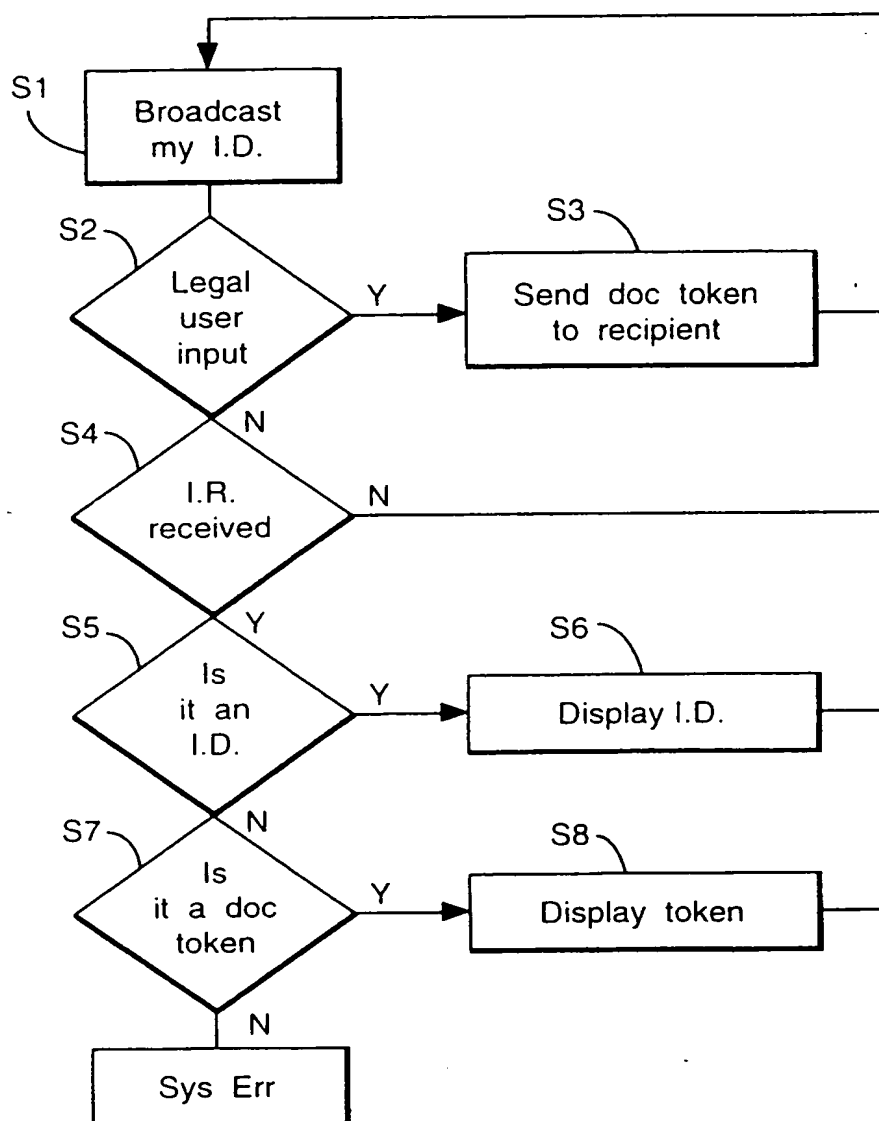 S1
Broadcast
my I.D.
S2
Legal
user
input
Y
S3
Send doc token
to recipient
N
S4
I.R.
received
N
Y
S5
Is
it an
I.D.
Y
S6
Display I.D.
N
S7
Is
it a doc
token
Y
S8
Display token
N
Sys Err